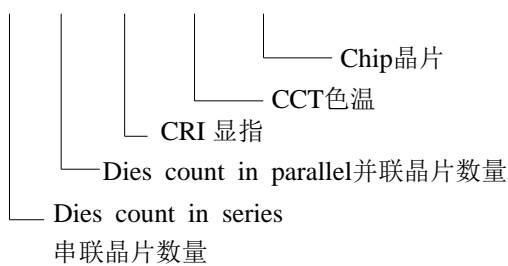 Chip晶片
CCT色温
CRI 显指
Dies count in parallel并联晶片数量
Dies count in series
串联晶片数量